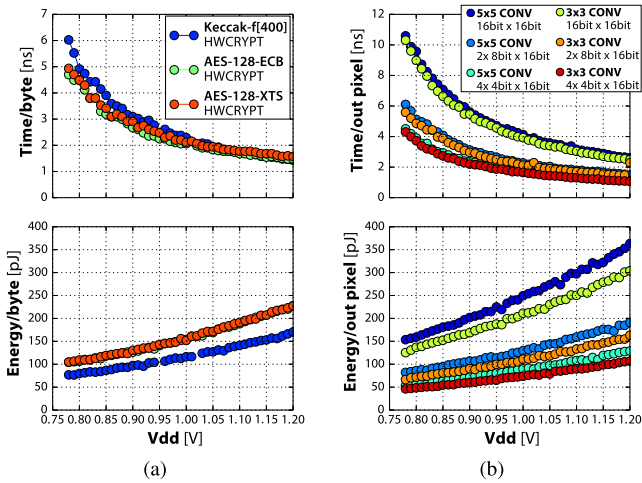 7
6
5
4
3
2
1
0
Time/byte [ns]
Keccak-f[400]
HWCRYPT
AES-128-ECB
HWCRYPT
AES-128-XTS
HWCRYPT
12
10
8
6
4
2
0
Time/out pixel [ns]
5x5 CONV
16bit x 16bit
5x5 CONV
2x 8bit x 16bit
5x5 CONV
4x 4bit x 16bit
3x3 CONV
16bit x 16bit
3x3 CONV
2x 8bit x 16bit
3x3 CONV
4x 4bit x 16bit
400
350
300
250
200
150
100
50
0
Energy/byte [pJ]
0.75 0.80 0.85 0.90 0.95 1.00 1.05 1.10 1.15 1.20
Vdd [V]
400
350
300
250
200
150
100
50
0
Energy/out pixel [pJ]
0.75 0.80 0.85 0.90 0.95 1.00 1.05 1.10 1.15 1.20
Vdd [V]
(a)
(b)